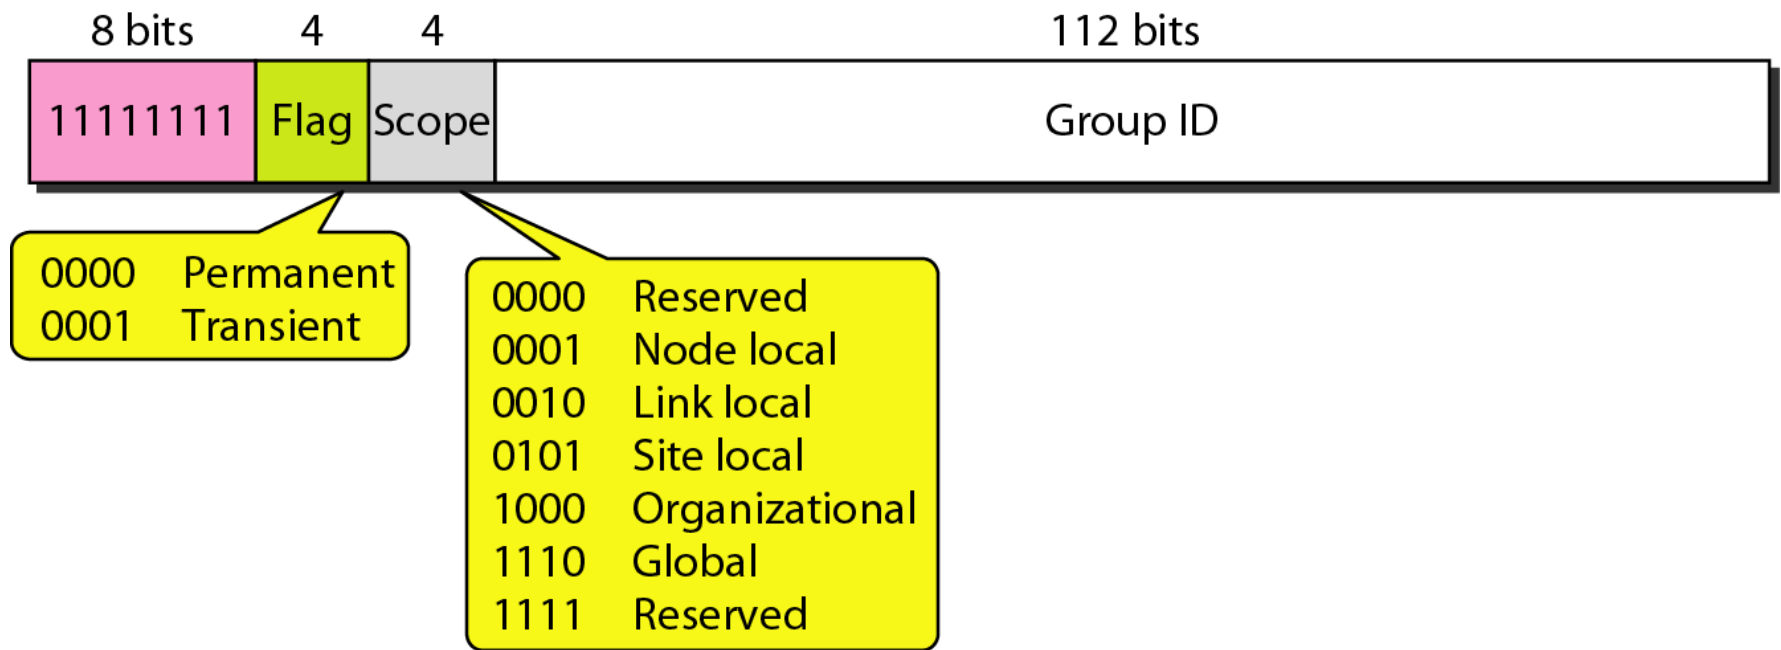 8 bits 4 4 112 bits
11111111 Flag Scope Group ID
0000 Permanent
0001 Transient
0000 Reserved
0001 Node local
0010 Link local
0101 Site local
1000 Organizational
1110 Global
1111 Reserved